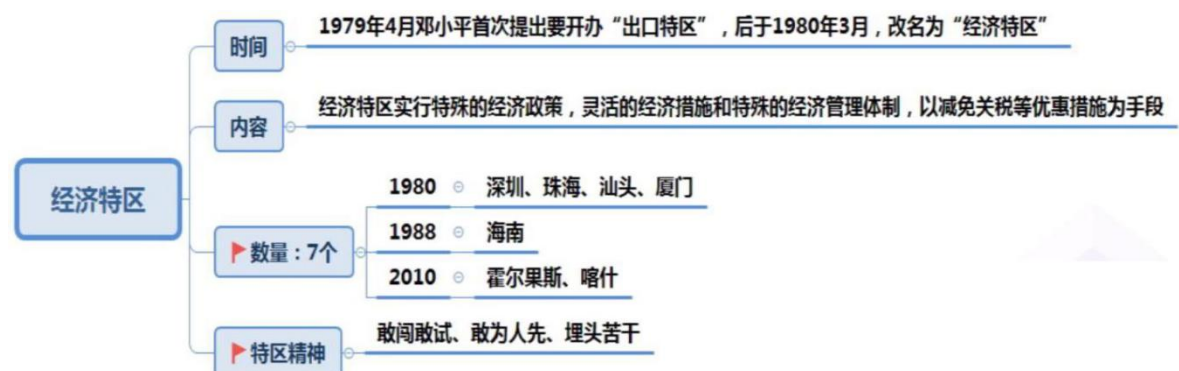 时间
1979年4月邓小平首次提出要开办“出口特区”，后于1980年3月，改名为“经济特区”
内容
经济特区实行特殊的经济政策，灵活的经济措施和特殊的经济管理体制，以减免关税等优惠措施为手段
经济特区
数量：7个
1980
深圳、珠海、汕头、厦门
1988
海南
2010
霍尔果斯、喀什
特区精神
敢闯敢试、敢为人先、埋头苦干